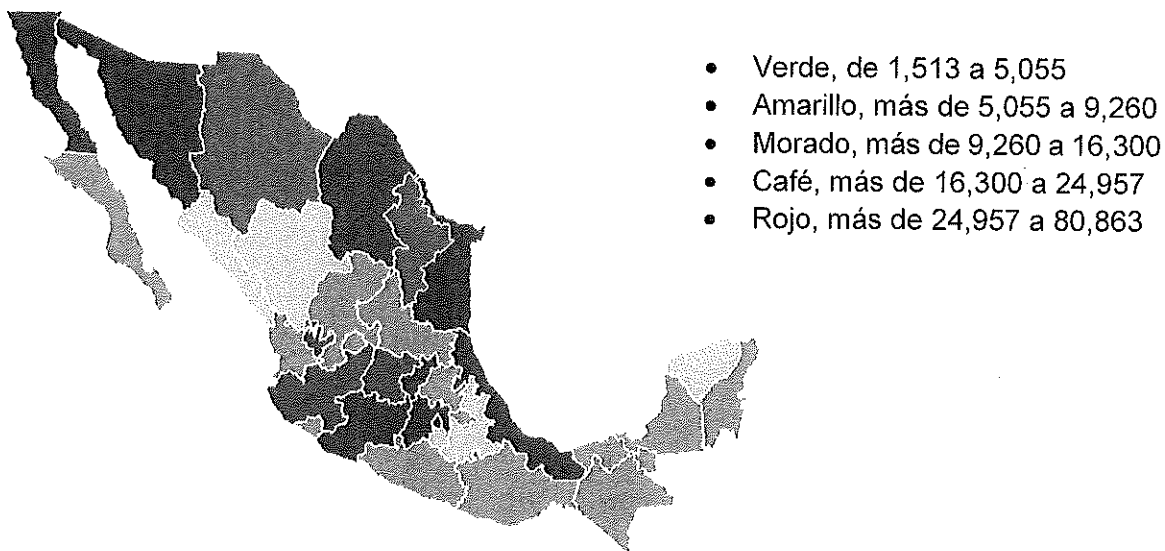 • Verde, de 1,513 a 5,055
• Amarillo, más de 5,055 a 9,260
• Morado, más de 9,260 a 16,300
• Café, más de 16,300 a 24,957
• Rojo, más de 24,957 a 80,863